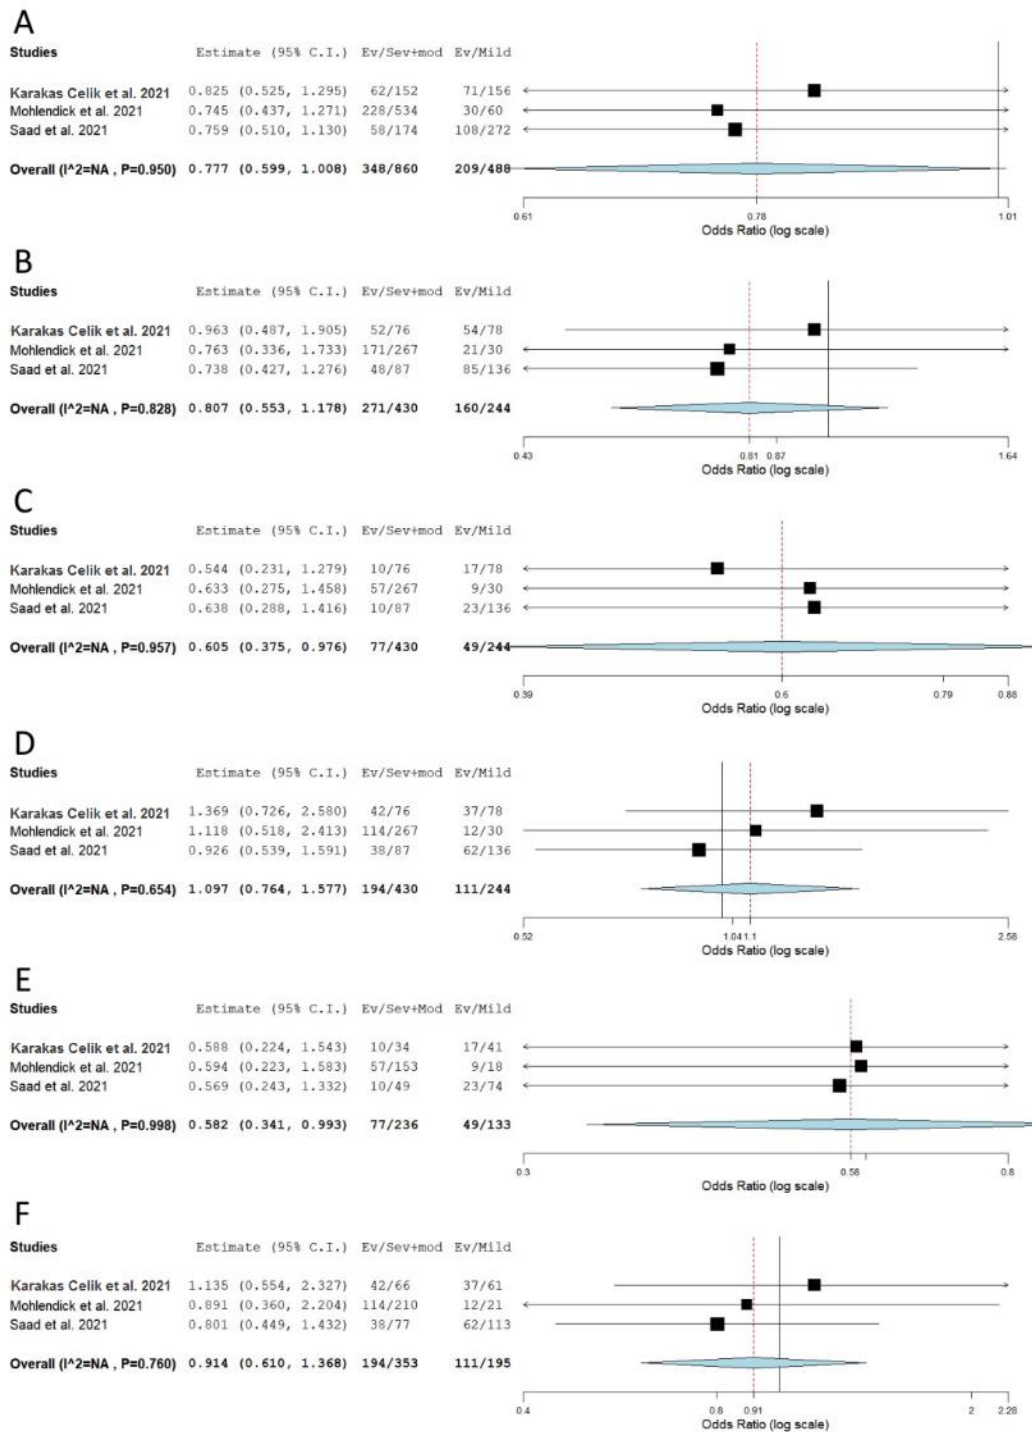 A
Studies Estimate (95% C.I.) Ev/Sev+mod Ev/Mild
Karakas Celik et al. 2021 0.825 (0.525, 1.295) 62/152 71/156
Mohlendick et al. 2021 0.745 (0.437, 1.271) 228/534 30/60
Saad et al. 2021 0.759 (0.510, 1.130) 58/174 108/272
Overall (I^2=NA , P=0.950) 0.777 (0.599, 1.008) 348/860 209/488
0.61 0.78 1.01
Odds Ratio (log scale)
B
Studies Estimate (95% C.I.) Ev/Sev+mod Ev/Mild
Karakas Celik et al. 2021 0.963 (0.487, 1.905) 52/76 54/78
Mohlendick et al. 2021 0.763 (0.336, 1.733) 171/267 21/30
Saad et al. 2021 0.738 (0.427, 1.276) 48/87 85/136
Overall (I^2=NA , P=0.828) 0.807 (0.553, 1.178) 271/430 160/244
0.43 0.81 0.87 1.64
Odds Ratio (log scale)
C
Studies Estimate (95% C.I.) Ev/Sev+mod Ev/Mild
Karakas Celik et al. 2021 0.544 (0.231, 1.279) 10/76 17/78
Mohlendick et al. 2021 0.633 (0.275, 1.458) 57/267 9/30
Saad et al. 2021 0.638 (0.288, 1.416) 10/87 23/136
Overall (I^2=NA , P=0.957) 0.605 (0.375, 0.976) 77/430 49/244
0.39 0.6 0.79 0.88
Odds Ratio (log scale)
D
Studies Estimate (95% C.I.) Ev/Sev+mod Ev/Mild
Karakas Celik et al. 2021 1.369 (0.726, 2.580) 42/76 37/78
Mohlendick et al. 2021 1.118 (0.518, 2.413) 114/267 12/30
Saad et al. 2021 0.926 (0.539, 1.591) 38/87 62/136
Overall (I^2=NA , P=0.654) 1.097 (0.764, 1.577) 194/430 111/244
0.52 1.04 1.1 2.58
Odds Ratio (log scale)
E
Studies Estimate (95% C.I.) Ev/Sev+Mod Ev/Mild
Karakas Celik et al. 2021 0.588 (0.224, 1.543) 10/34 17/41
Mohlendick et al. 2021 0.594 (0.223, 1.583) 57/153 9/18
Saad et al. 2021 0.569 (0.243, 1.332) 10/49 23/74
Overall (I^2=NA , P=0.998) 0.582 (0.341, 0.993) 77/236 49/133
0.3 0.58 0.8
Odds Ratio (log scale)
F
Studies Estimate (95% C.I.) Ev/Sev+mod Ev/Mild
Karakas Celik et al. 2021 1.135 (0.554, 2.327) 42/66 37/61
Mohlendick et al. 2021 0.891 (0.360, 2.204) 114/210 12/21
Saad et al. 2021 0.801 (0.449, 1.432) 38/77 62/113
Overall (I^2=NA , P=0.760) 0.914 (0.610, 1.368) 194/353 111/195
0.4 0.8 0.91 2 2.28
Odds Ratio (log scale)